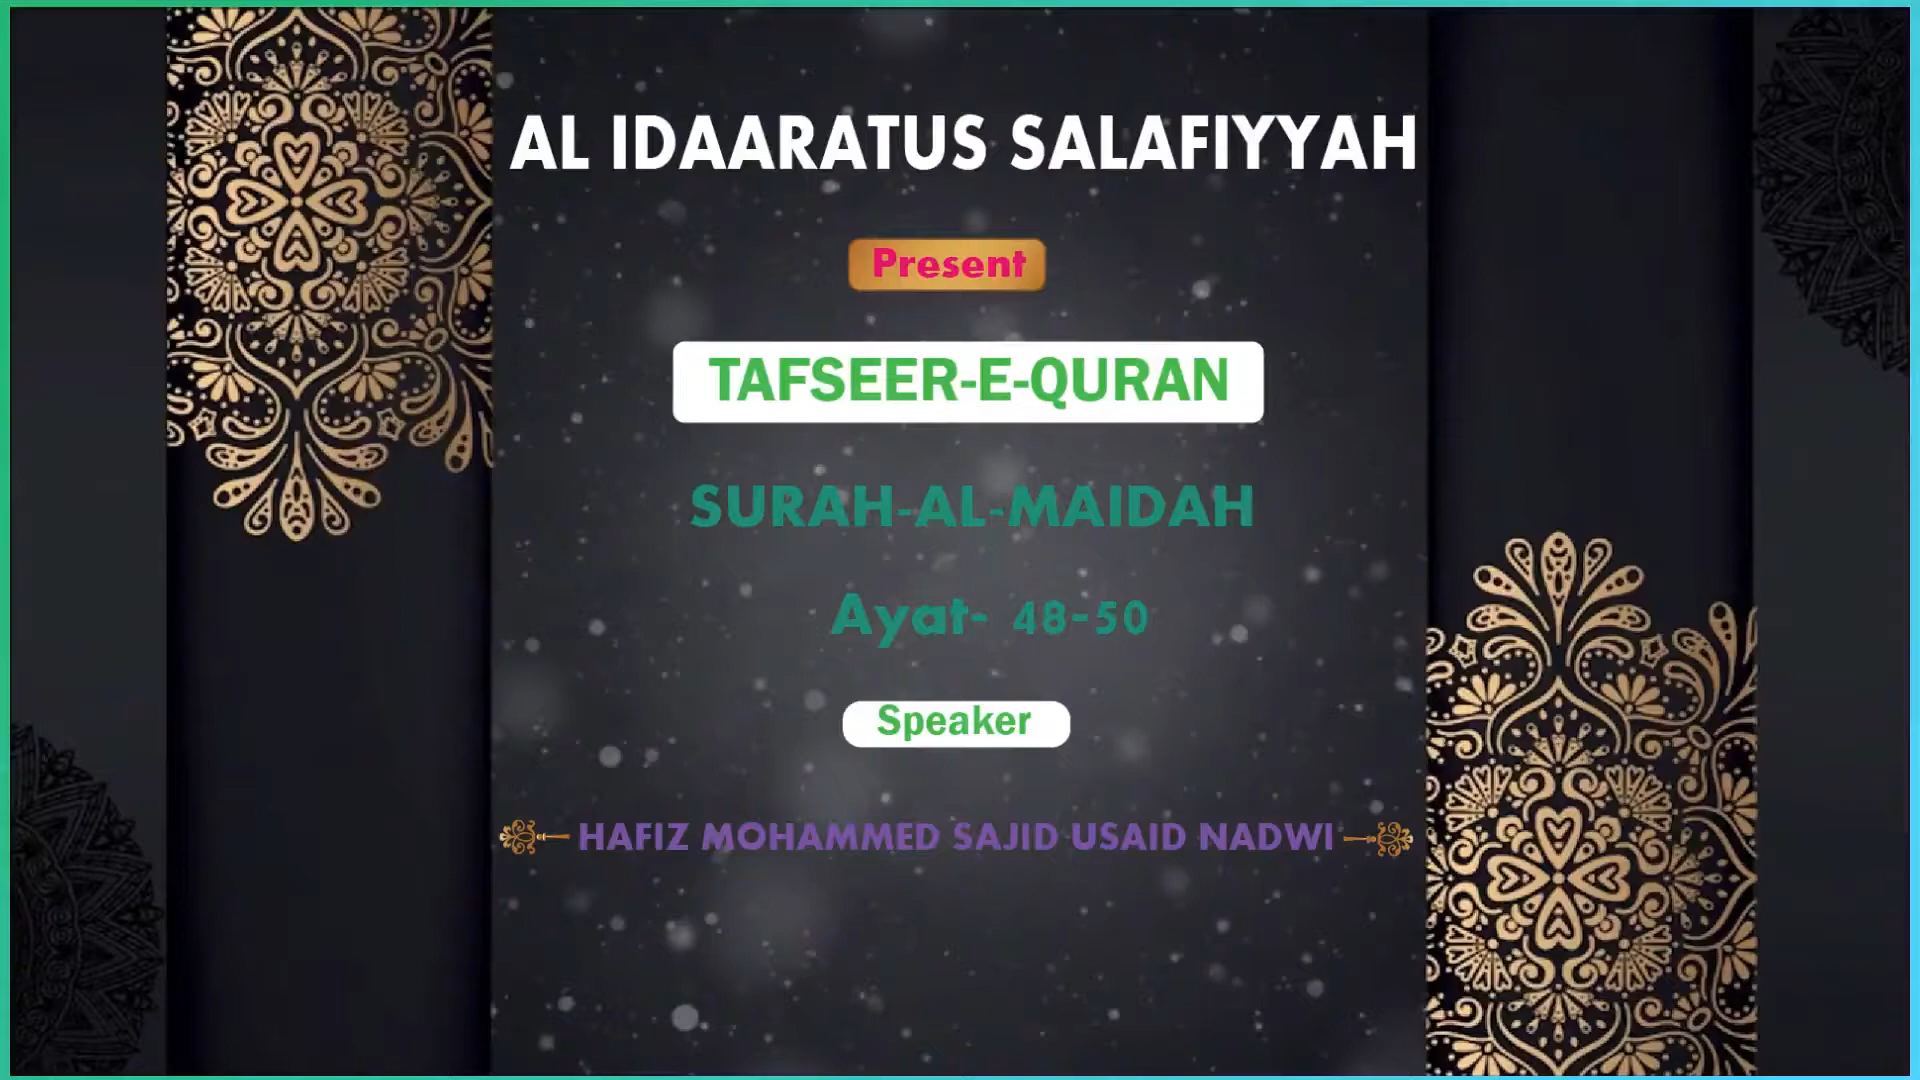 AL IDAARATUS SALAFIYYAH
Present
TAFSEER-E-QURAN
SURAH-AL-MAIDAH
Ayat- 48-50
Speaker
HAFIZ MOHAMMED SAJID USAID NADWI